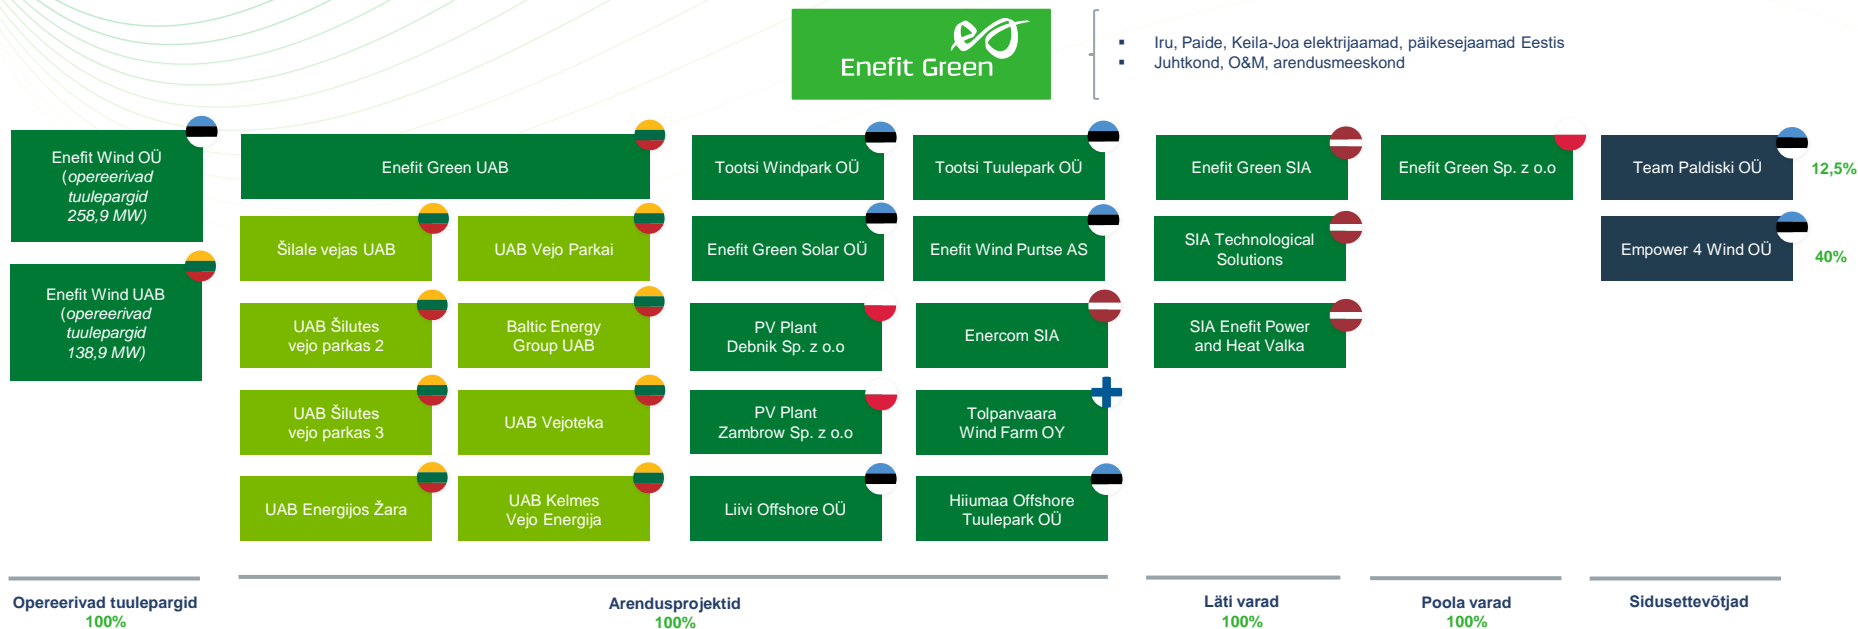 Enefit Green
▪ Iru, Paide, Keila-Joa elektrijaamad, päikesejaamad Eestis
▪ Juhtkond, O&M, arendusmeeskond
Enefit Wind OÜ
(opereerivad
tuulepargid
258,9 MW)
Enefit Wind UAB
(opereerivad
tuulepargid
138,9 MW)
Enefit Green UAB
Šilale vejas UAB
UAB Vejo Parkai
UAB Šilutes
vejo parkas 2
Baltic Energy
Group UAB
UAB Šilutes
vejo parkas 3
UAB Vejoteka
UAB Energijos Žara
UAB Kelmes
Vejo Energija
Tootsi Windpark OÜ
Tootsi Tuulepark OÜ
Enefit Green Solar OÜ
Enefit Wind Purtse AS
PV Plant
Debnik Sp. z o.o
Enercom SIA
PV Plant
Zambrow Sp. z o.o
Tolpanvaara
Wind Farm OY
Liivi Offshore OÜ
Hiiumaa Offshore
Tuulepark OÜ
Enefit Green SIA
SIA Technological
Solutions
SIA Enefit Power
and Heat Valka
Enefit Green Sp. z o.o
Team Paldiski OÜ
12,5%
Empower 4 Wind OÜ
40%
Opereerivad tuulepargid
100%
Arendusprojektid
100%
Läti varad
100%
Poola varad
100%
Sidusettevõtjad